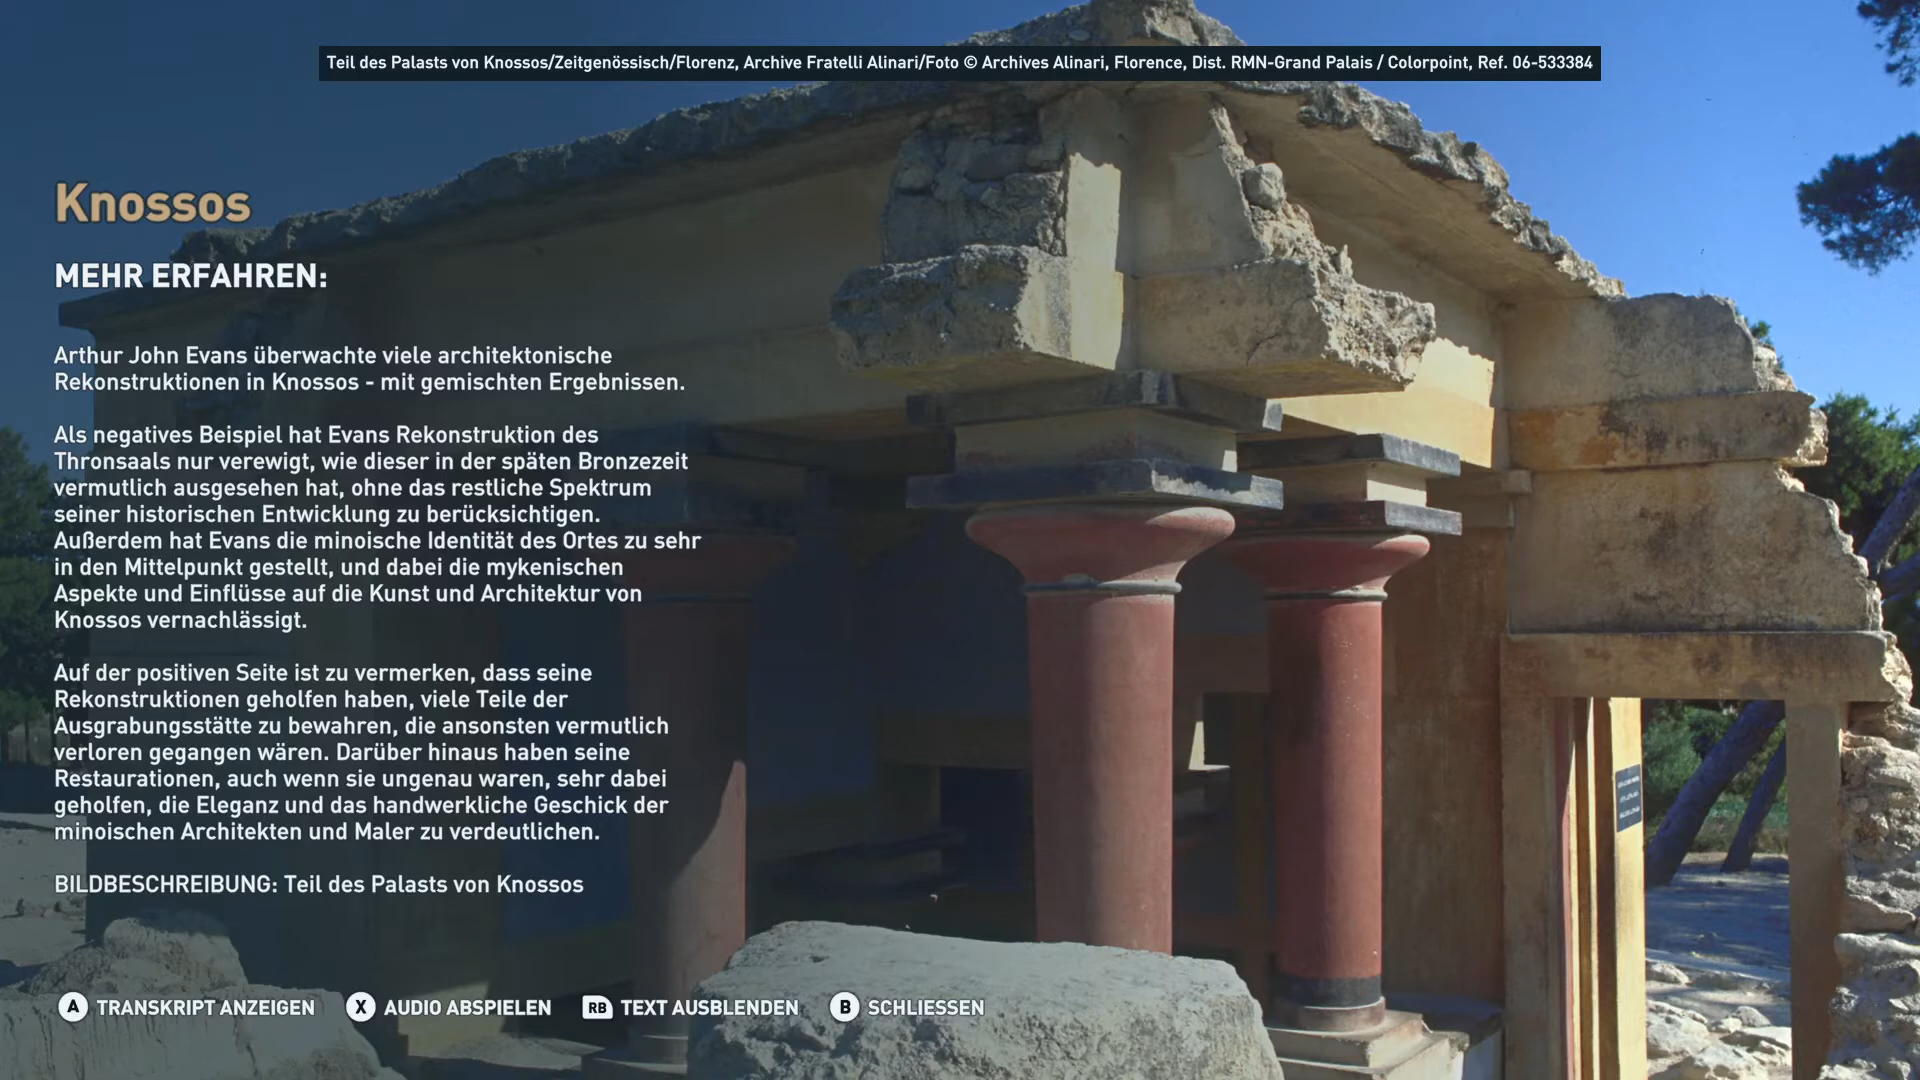 Teil des Palasts von Knossos/Zeitgenössisch/Florenz, Archive Fratelli Alinari/Foto © Archives Alinari, Florence, Dist. RMN-Grand Palais / Colorpoint, Ref. 06-533384
Knossos
MEHR ERFAHREN:
Arthur John Evans überwachte viele architektonische
Rekonstruktionen in Knossos - mit gemischten Ergebnissen.
Als negatives Beispiel hat Evans Rekonstruktion des
Thronsaals nur verewigt, wie dieser in der späten Bronzezeit
vermutlich ausgesehen hat, ohne das restliche Spektrum
seiner historischen Entwicklung zu berücksichtigen.
Außerdem hat Evans die minoische Identität des Ortes zu sehr
in den Mittelpunkt gestellt, und dabei die mykenischen
Aspekte und Einflüsse auf die Kunst und Architektur von
Knossos vernachlässigt.
Auf der positiven Seite ist zu vermerken, dass seine
Rekonstruktionen geholfen haben, viele Teile der
Ausgrabungsstätte zu bewahren, die ansonsten vermutlich
verloren gegangen wären. Darüber hinaus haben seine
Restaurationen, auch wenn sie ungenau waren, sehr dabei
geholfen, die Eleganz und das handwerkliche Geschick der
minoischen Architekten und Maler zu verdeutlichen.
BILDBESCHREIBUNG: Teil des Palasts von Knossos
A TRANSKRIPT ANZEIGEN X AUDIO ABSPIELEN RB TEXT AUSBLENDEN B SCHLIESSEN